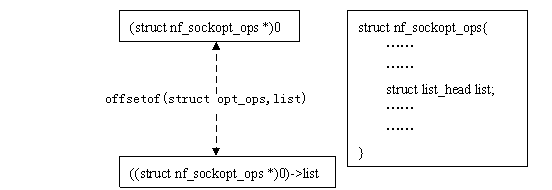 (struct nf_sockopt_ops *)0
offsetof(struct opt_ops,list)
((struct nf_sockopt_ops *)0)->list
struct nf_sockopt_ops{
……
……
struct list_head list;
……
……
}